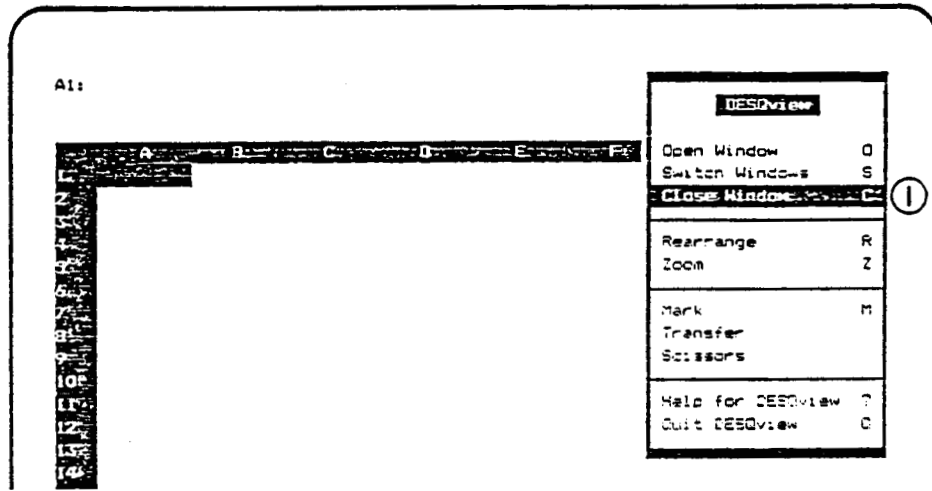 A1:
A B C D E F
1
2
3
4
5
6
7
8
9
10
11
12
13
14
DESQview
Open Window O
Switch Windows S
Close Window C
1
Rearrange R
Zoom Z
Mark M
Transfer
Scissors
Help for DESQview ?
Quit DESQview Q